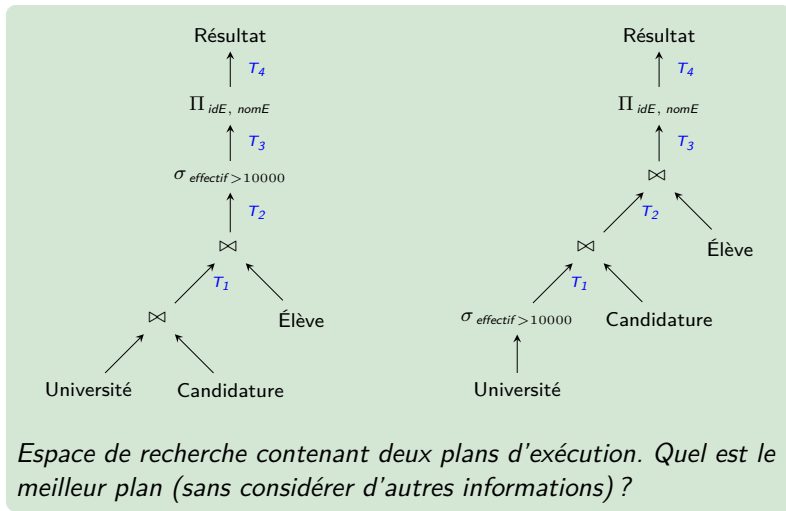 Résultat Résultat
T4 T4
Π idE, nomE Π idE, nomE
T3 T3
σ effectif>10000 ⋈
T2 T2
⋈ ⋈ Élève
T1 T1
⋈ Élève σ effectif>10000 Candidature
Université Candidature Université
Espace de recherche contenant deux plans d'exécution. Quel est le
meilleur plan (sans considérer d'autres informations) ?